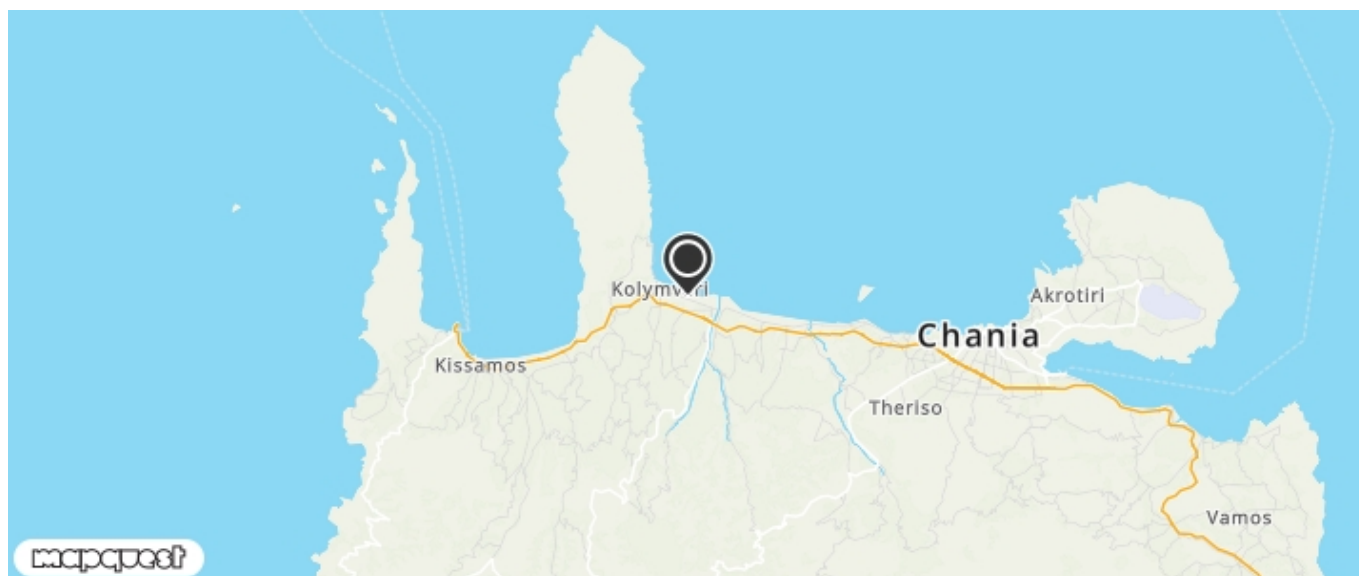 Kolymvari
Akrotiri
Chania
Kissamos
Theriso
Vamos
mapquest